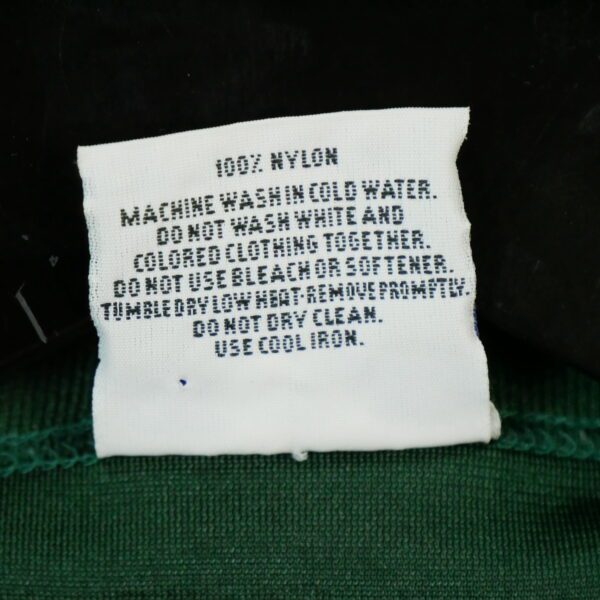 100% NYLON
MACHINE WASH IN COLD WATER.
DO NOT WASH WHITE AND
COLORED CLOTHING TOGETHER.
DO NOT USE BLEACH OR SOFTENER.
TUMBLE DRY LOW HEAT-REMOVE PROMPTLY.
DO NOT DRY CLEAN.
USE COOL IRON.